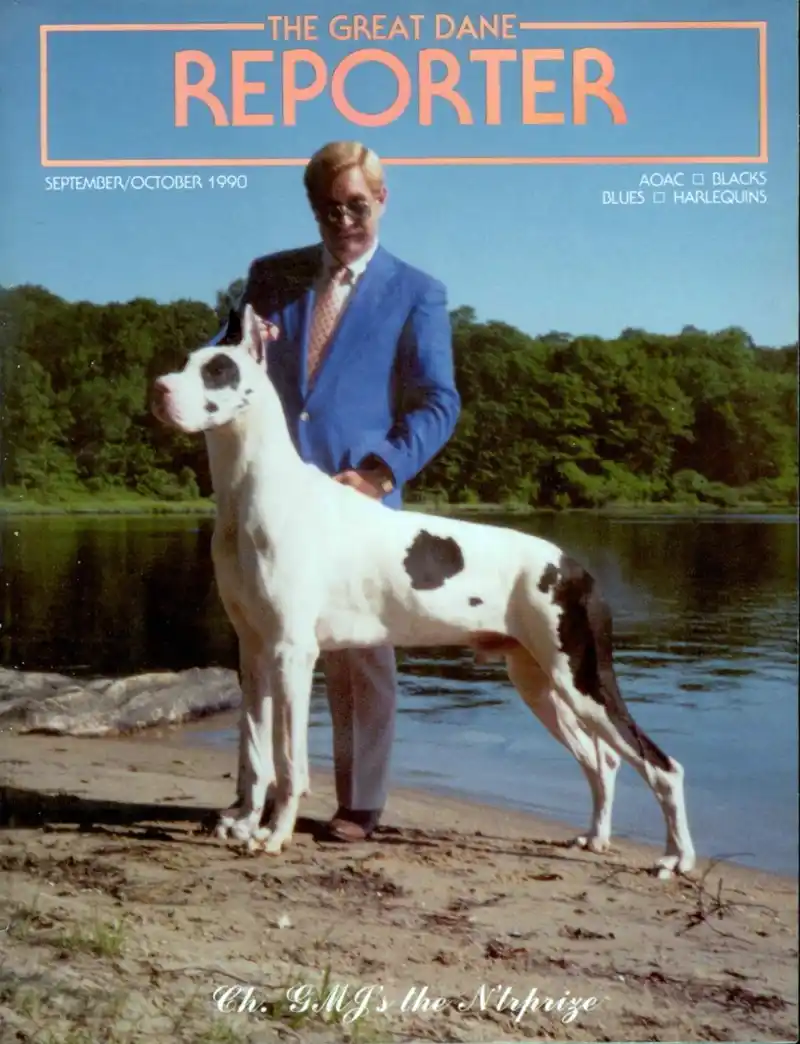 THE GREAT DANE
REPORTER
SEPTEMBER/OCTOBER 1990
AOAC □ BLACKS
BLUES □ HARLEQUINS
Ch. GMJ's the N'trprize